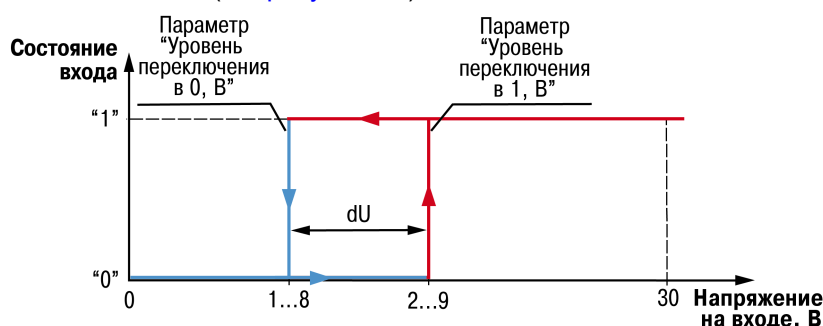 Параметр
“Уровень
переключения
в 0, В”
Параметр
“Уровень
переключения
в 1, В”
Состояние
входа
“1”
dU
“0”
0
1...8
2...9
30
Напряжение
на входе, В